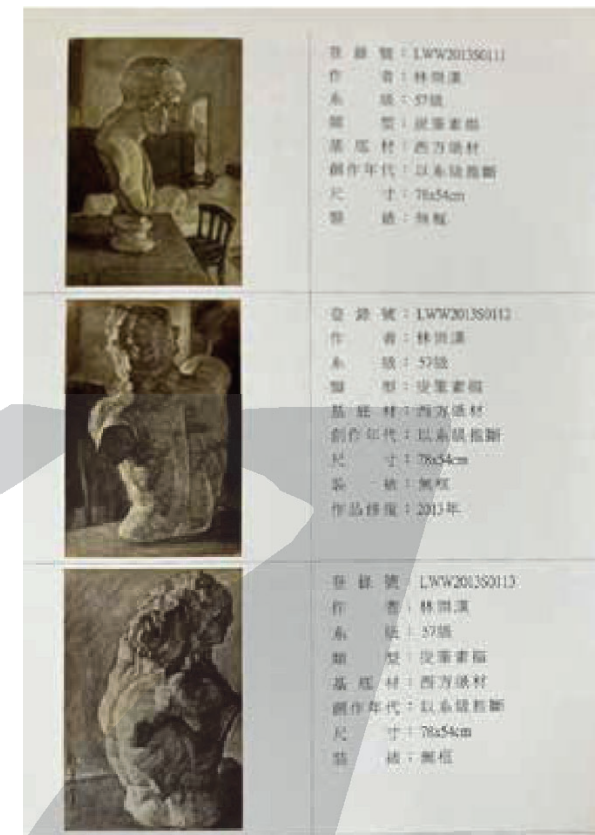 登錄號：LWW2013S0111
作者：林惺漢
系級：57級
類型：炭筆素描
基底材：西方紙材
創作年代：以系級推斷
尺寸：78x54cm
裝裱：無框
登錄號：LWW2013S0112
作者：林惺漢
系級：57級
類型：炭筆素描
基底材：西方紙材
創作年代：以系級推斷
尺寸：78x54cm
裝裱：無框
作品修復：2013年
登錄號：LWW2013S0113
作者：林惺漢
系級：57級
類型：炭筆素描
基底材：西方紙材
創作年代：以系級推斷
尺寸：78x54cm
裝裱：無框